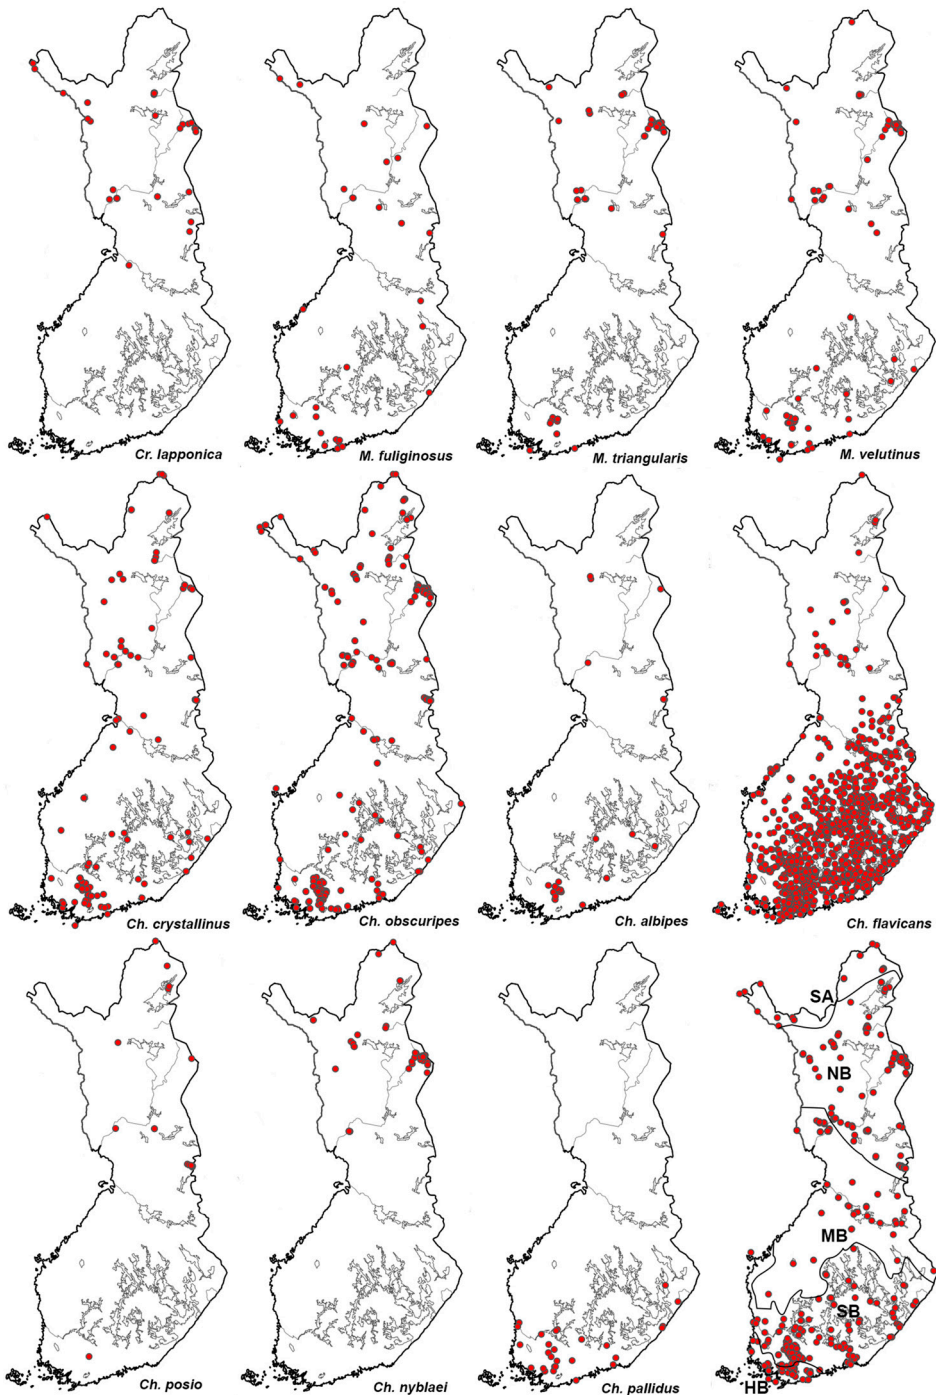 Cr. lapponica
M. fuliginosus
M. triangularis
M. velutinus
Ch. crystallinus
Ch. obscuripes
Ch. albipes
Ch. flavicans
SA
NB
MB
SB
HB
Ch. posio
Ch. nyblaei
Ch. pallidus